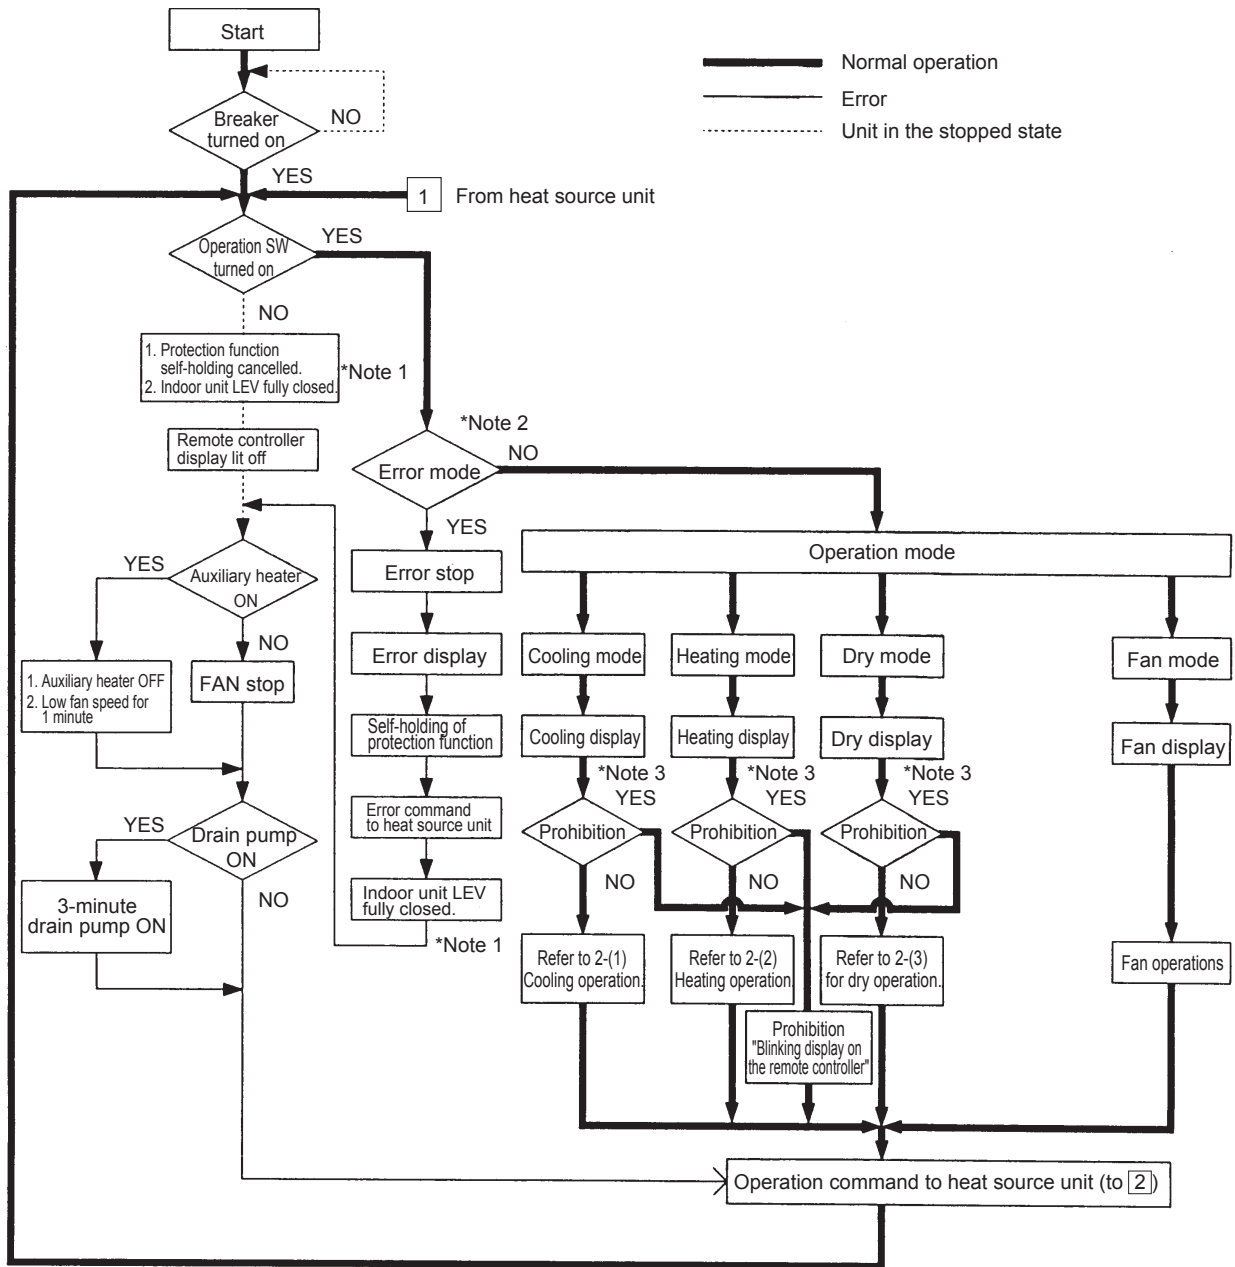 Start
Normal operation
Error
Unit in the stopped state
Breaker
turned on
NO
YES
1
From heat source unit
Operation SW
turned on
YES
NO
1. Protection function
self-holding cancelled.
2. Indoor unit LEV fully closed.
*Note 1
Remote controller
display lit off
*Note 2
Error mode
NO
YES
Auxiliary heater
ON
YES
NO
1. Auxiliary heater OFF
2. Low fan speed for
1 minute
FAN stop
Drain pump
ON
YES
NO
3-minute
drain pump ON
Error stop
Error display
Self-holding of
protection function
Error command
to heat source unit
Indoor unit LEV
fully closed.
*Note 1
Operation mode
Cooling mode
Heating mode
Dry mode
Fan mode
Cooling display
Heating display
Dry display
Fan display
*Note 3
YES
*Note 3
YES
*Note 3
YES
Prohibition
Prohibition
Prohibition
NO
NO
NO
Refer to 2-(1)
Cooling operation.
Refer to 2-(2)
Heating operation.
Refer to 2-(3)
for dry operation.
Fan operations
Prohibition
"Blinking display on
the remote controller"
Operation command to heat source unit (to 2)